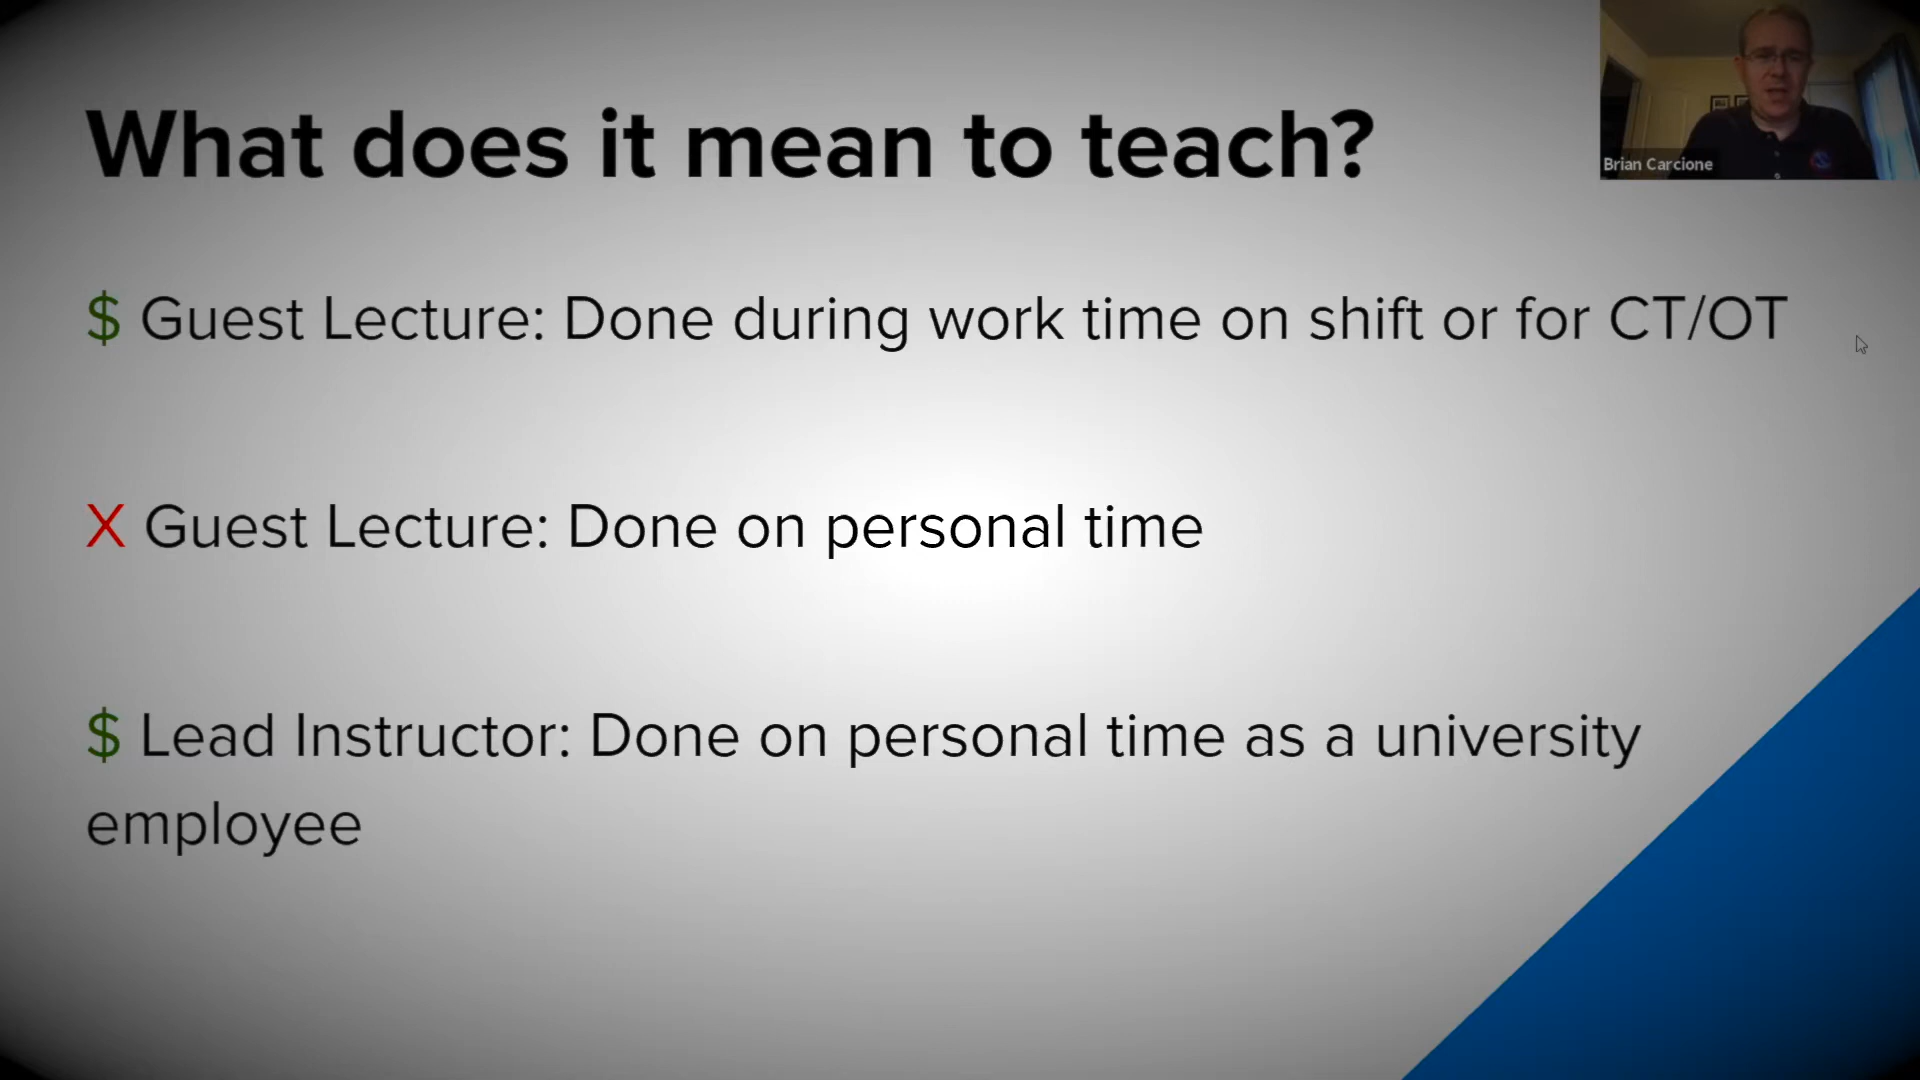 What does it mean to teach?
Brian Carcione
$ Guest Lecture: Done during work time on shift or for CT/OT
X Guest Lecture: Done on personal time
$ Lead Instructor: Done on personal time as a university
employee